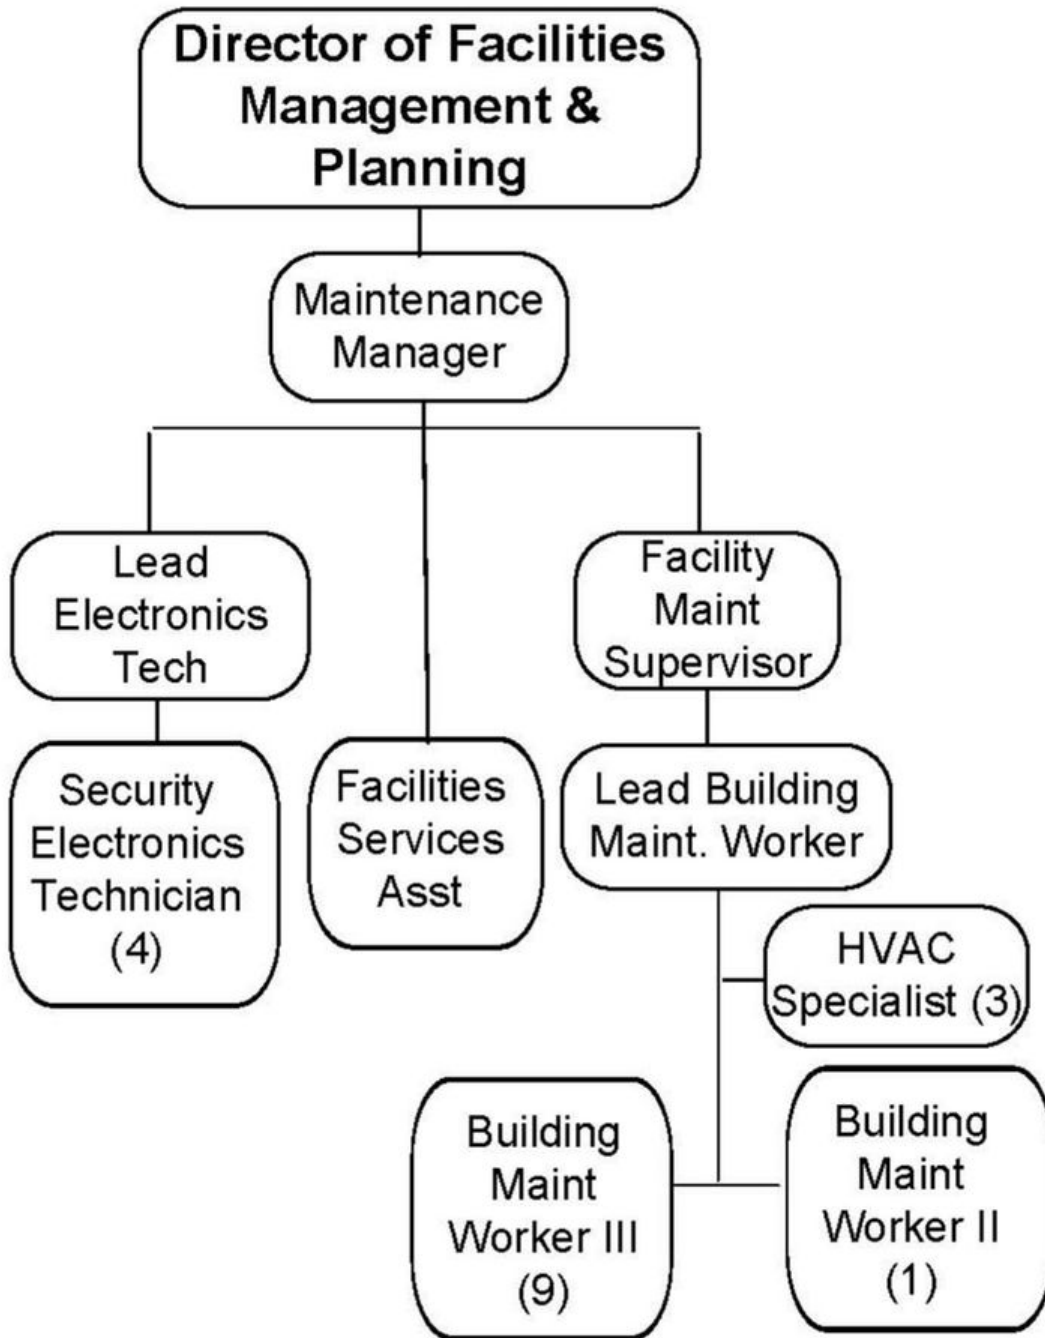 Director of Facilities
Management &
Planning
Maintenance
Manager
Lead
Electronics
Tech
Facility
Maint
Supervisor
Security
Electronics
Technician
(4)
Facilities
Services
Asst
Lead Building
Maint. Worker
HVAC
Specialist (3)
Building
Maint
Worker III
(9)
Building
Maint
Worker II
(1)